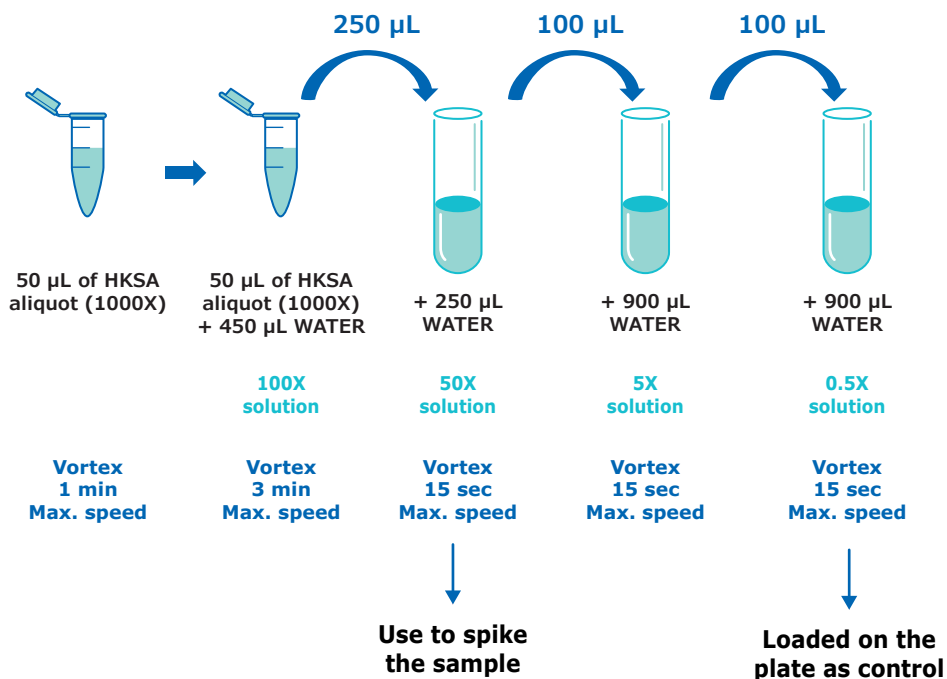 250 µL
100 µL
100 µL
50 µL of HKSA
aliquot (1000X)
50 µL of HKSA
aliquot (1000X)
+ 450 µL WATER
+ 250 µL
WATER
+ 900 µL
WATER
+ 900 µL
WATER
100X
solution
50X
solution
5X
solution
0.5X
solution
Vortex
1 min
Max. speed
Vortex
3 min
Max. speed
Vortex
15 sec
Max. speed
Vortex
15 sec
Max. speed
Vortex
15 sec
Max. speed
Use to spike
the sample
Loaded on the
plate as control